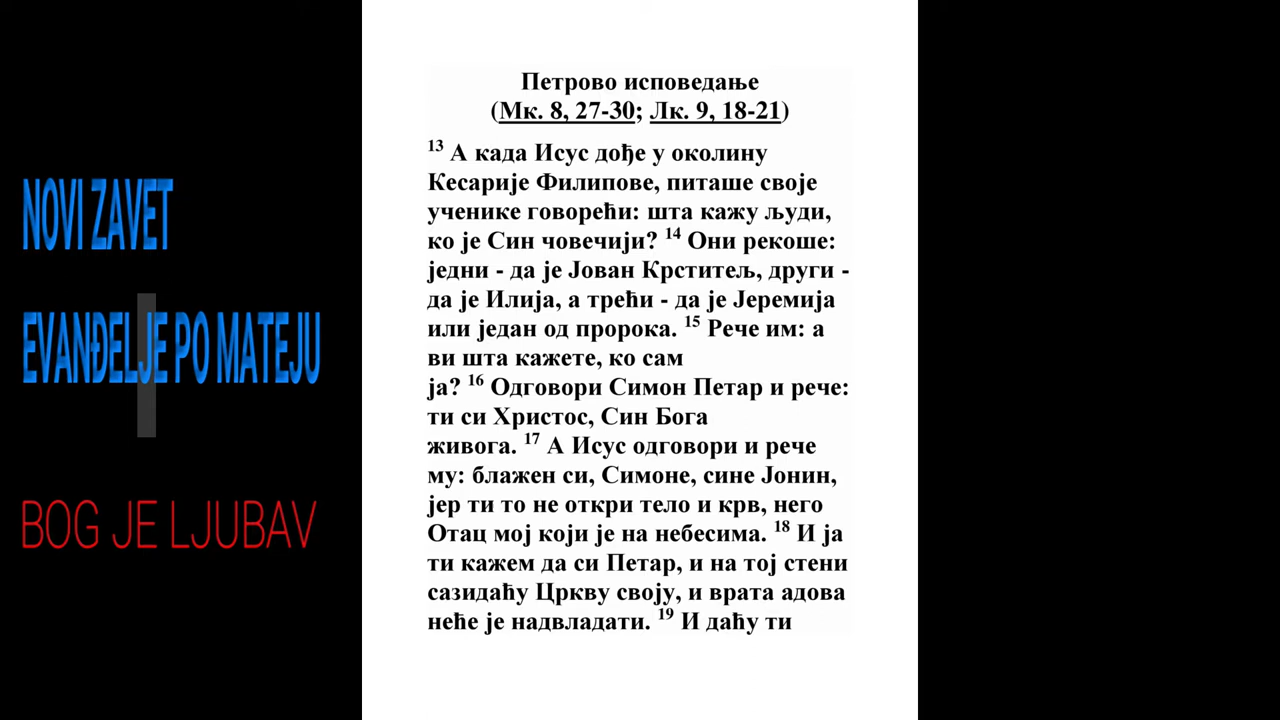 NOVI ZAVET
EVANĐELJE PO MATEJU
BOG JE LJUBAV
Петрово исповедање
(Мк. 8, 27-30; Лк. 9, 18-21)
13 А када Исус дође у околину
Кесарије Филипове, питаше своје
ученике говорећи: шта кажу људи,
ко је Син човечији? 14 Они рекоше:
једни - да је Јован Крститељ, други -
да је Илија, а трећи - да је Јеремија
или један од пророка. 15 Рече им: а
ви шта кажете, ко сам
ја? 16 Одговори Симон Петар и рече:
ти си Христос, Син Бога
живога. 17 А Исус одговори и рече
му: блажен си, Симоне, сине Јонин,
јер ти то не откри тело и крв, него
Отац мој који је на небесима. 18 И ја
ти кажем да си Петар, и на тој стени
сазидаћу Цркву своју, и врата адова
неће је надвладати. 19 И даћу ти